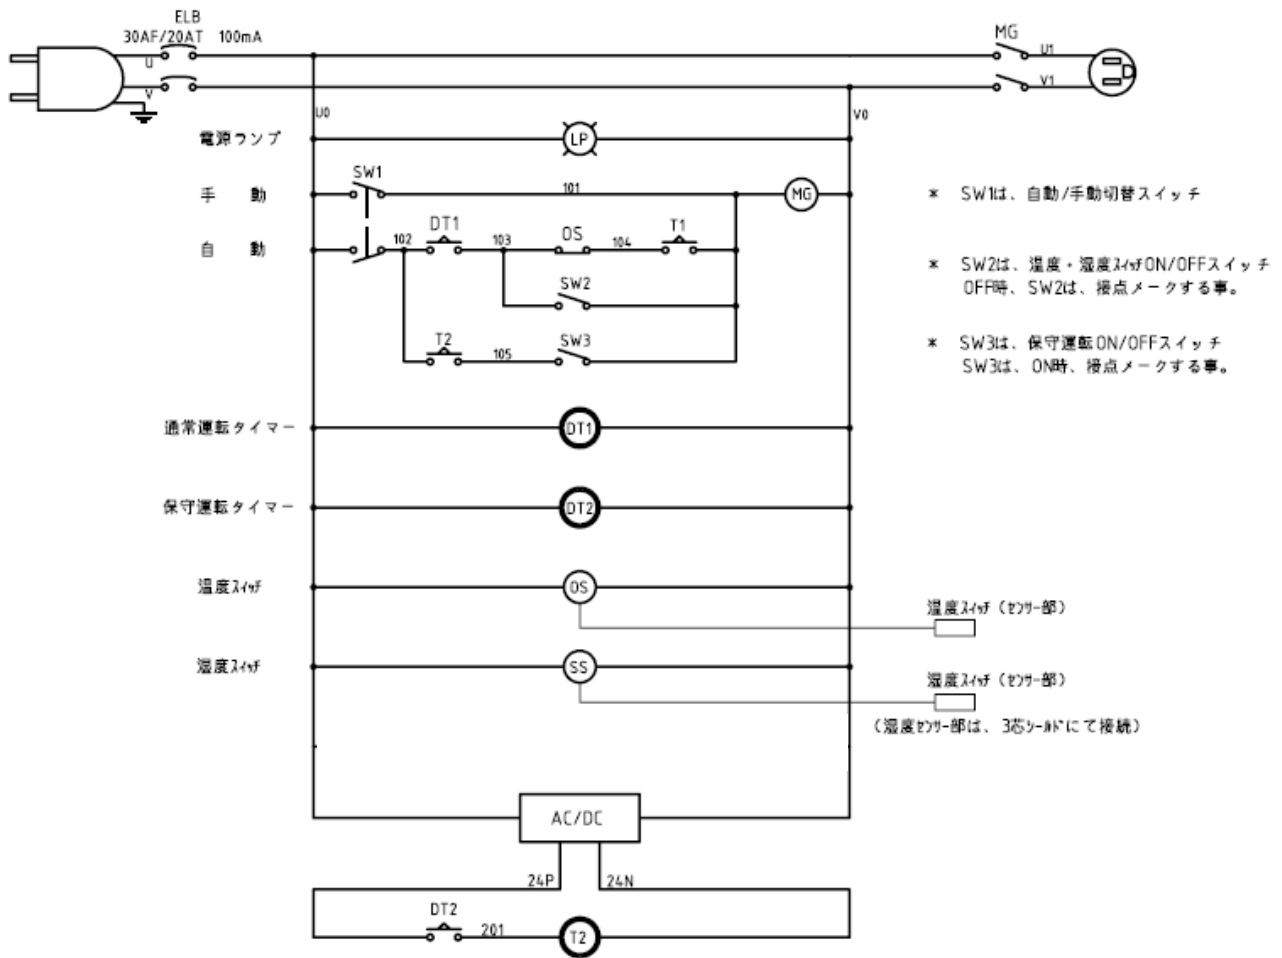 ELB
30AF/20AT 100mA
MG
U
U1
V
V1
U0
V0
電源ランプ
LP
SW1
手 動
101
MG
* SW1は、自動/手動切替スイッチ
自 動
102
DT1
103
OS
104
T1
* SW2は、温度・湿度スイッチON/OFFスイッチ
OFF時、SW2は、接点メークする事。
SW2
T2
105
SW3
* SW3は、保守運転ON/OFFスイッチ
SW3は、ON時、接点メークする事。
通常運転タイマー
DT1
保守運転タイマー
DT2
温度スイッチ
OS
温度スイッチ(センサー部)
湿度スイッチ
SS
湿度スイッチ(センサー部)
(湿度センサー部は、3芯シールドにて接続)
AC/DC
24P
24N
DT2
201
T2